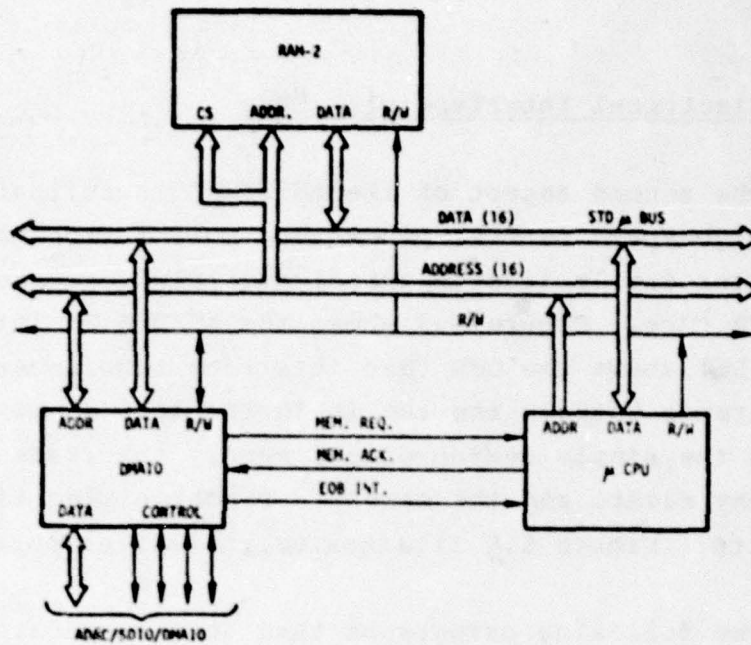 RAM-2
CS ADDR. DATA R/W
DATA (16) STD μ BUS
ADDRESS (16)
R/W
ADDR DATA R/W
DMAIO
DATA CONTROL
MEM. REQ.
MEM. ACK.
EOB INT.
ADDR DATA R/W
μ CPU
/SDIO/DMAIO